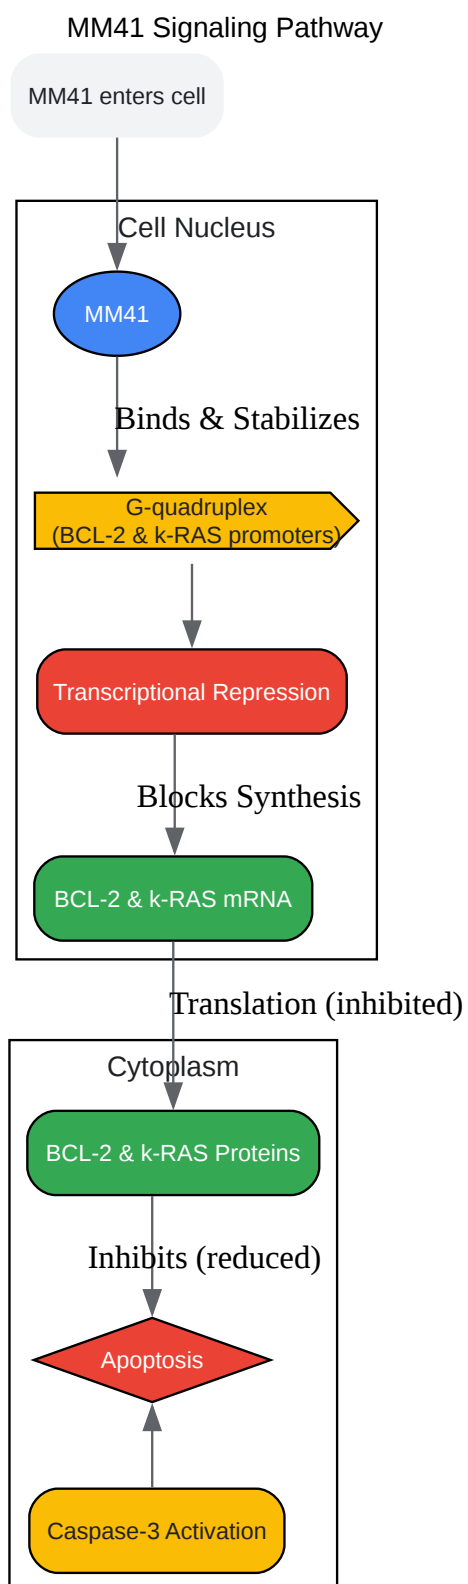 MM41 Signaling Pathway
MM41 enters cell
Cell Nucleus
MM41
Binds & Stabilizes
G-quadruplex
(BCL-2 & k-RAS promoters)
Transcriptional Repression
Blocks Synthesis
BCL-2 & k-RAS mRNA
Translation (inhibited)
Cytoplasm
BCL-2 & k-RAS Proteins
Inhibits (reduced)
Apoptosis
Caspase-3 Activation